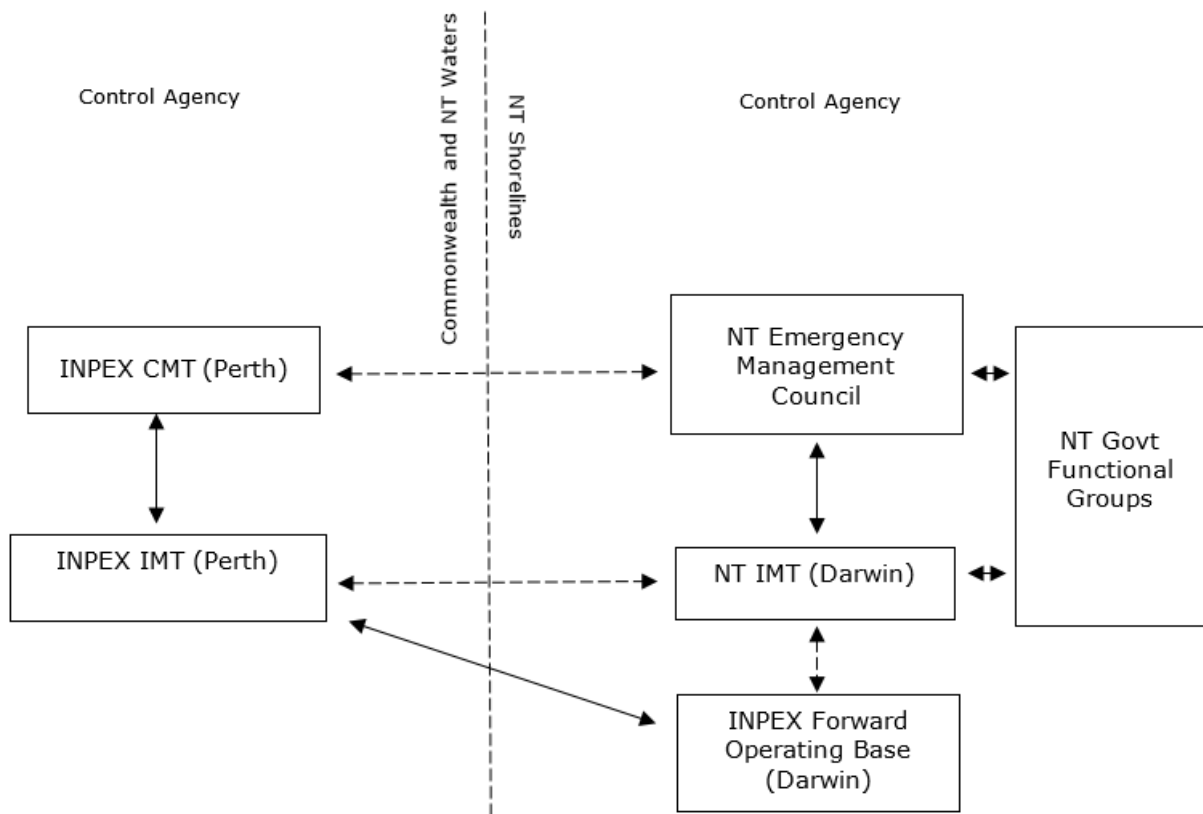 Control Agency
Commonwealth and NT Waters
NT Shorelines
Control Agency
INPEX CMT (Perth)
NT Emergency
Management
Council
NT Govt
Functional
Groups
INPEX IMT (Perth)
NT IMT (Darwin)
INPEX Forward
Operating Base
(Darwin)